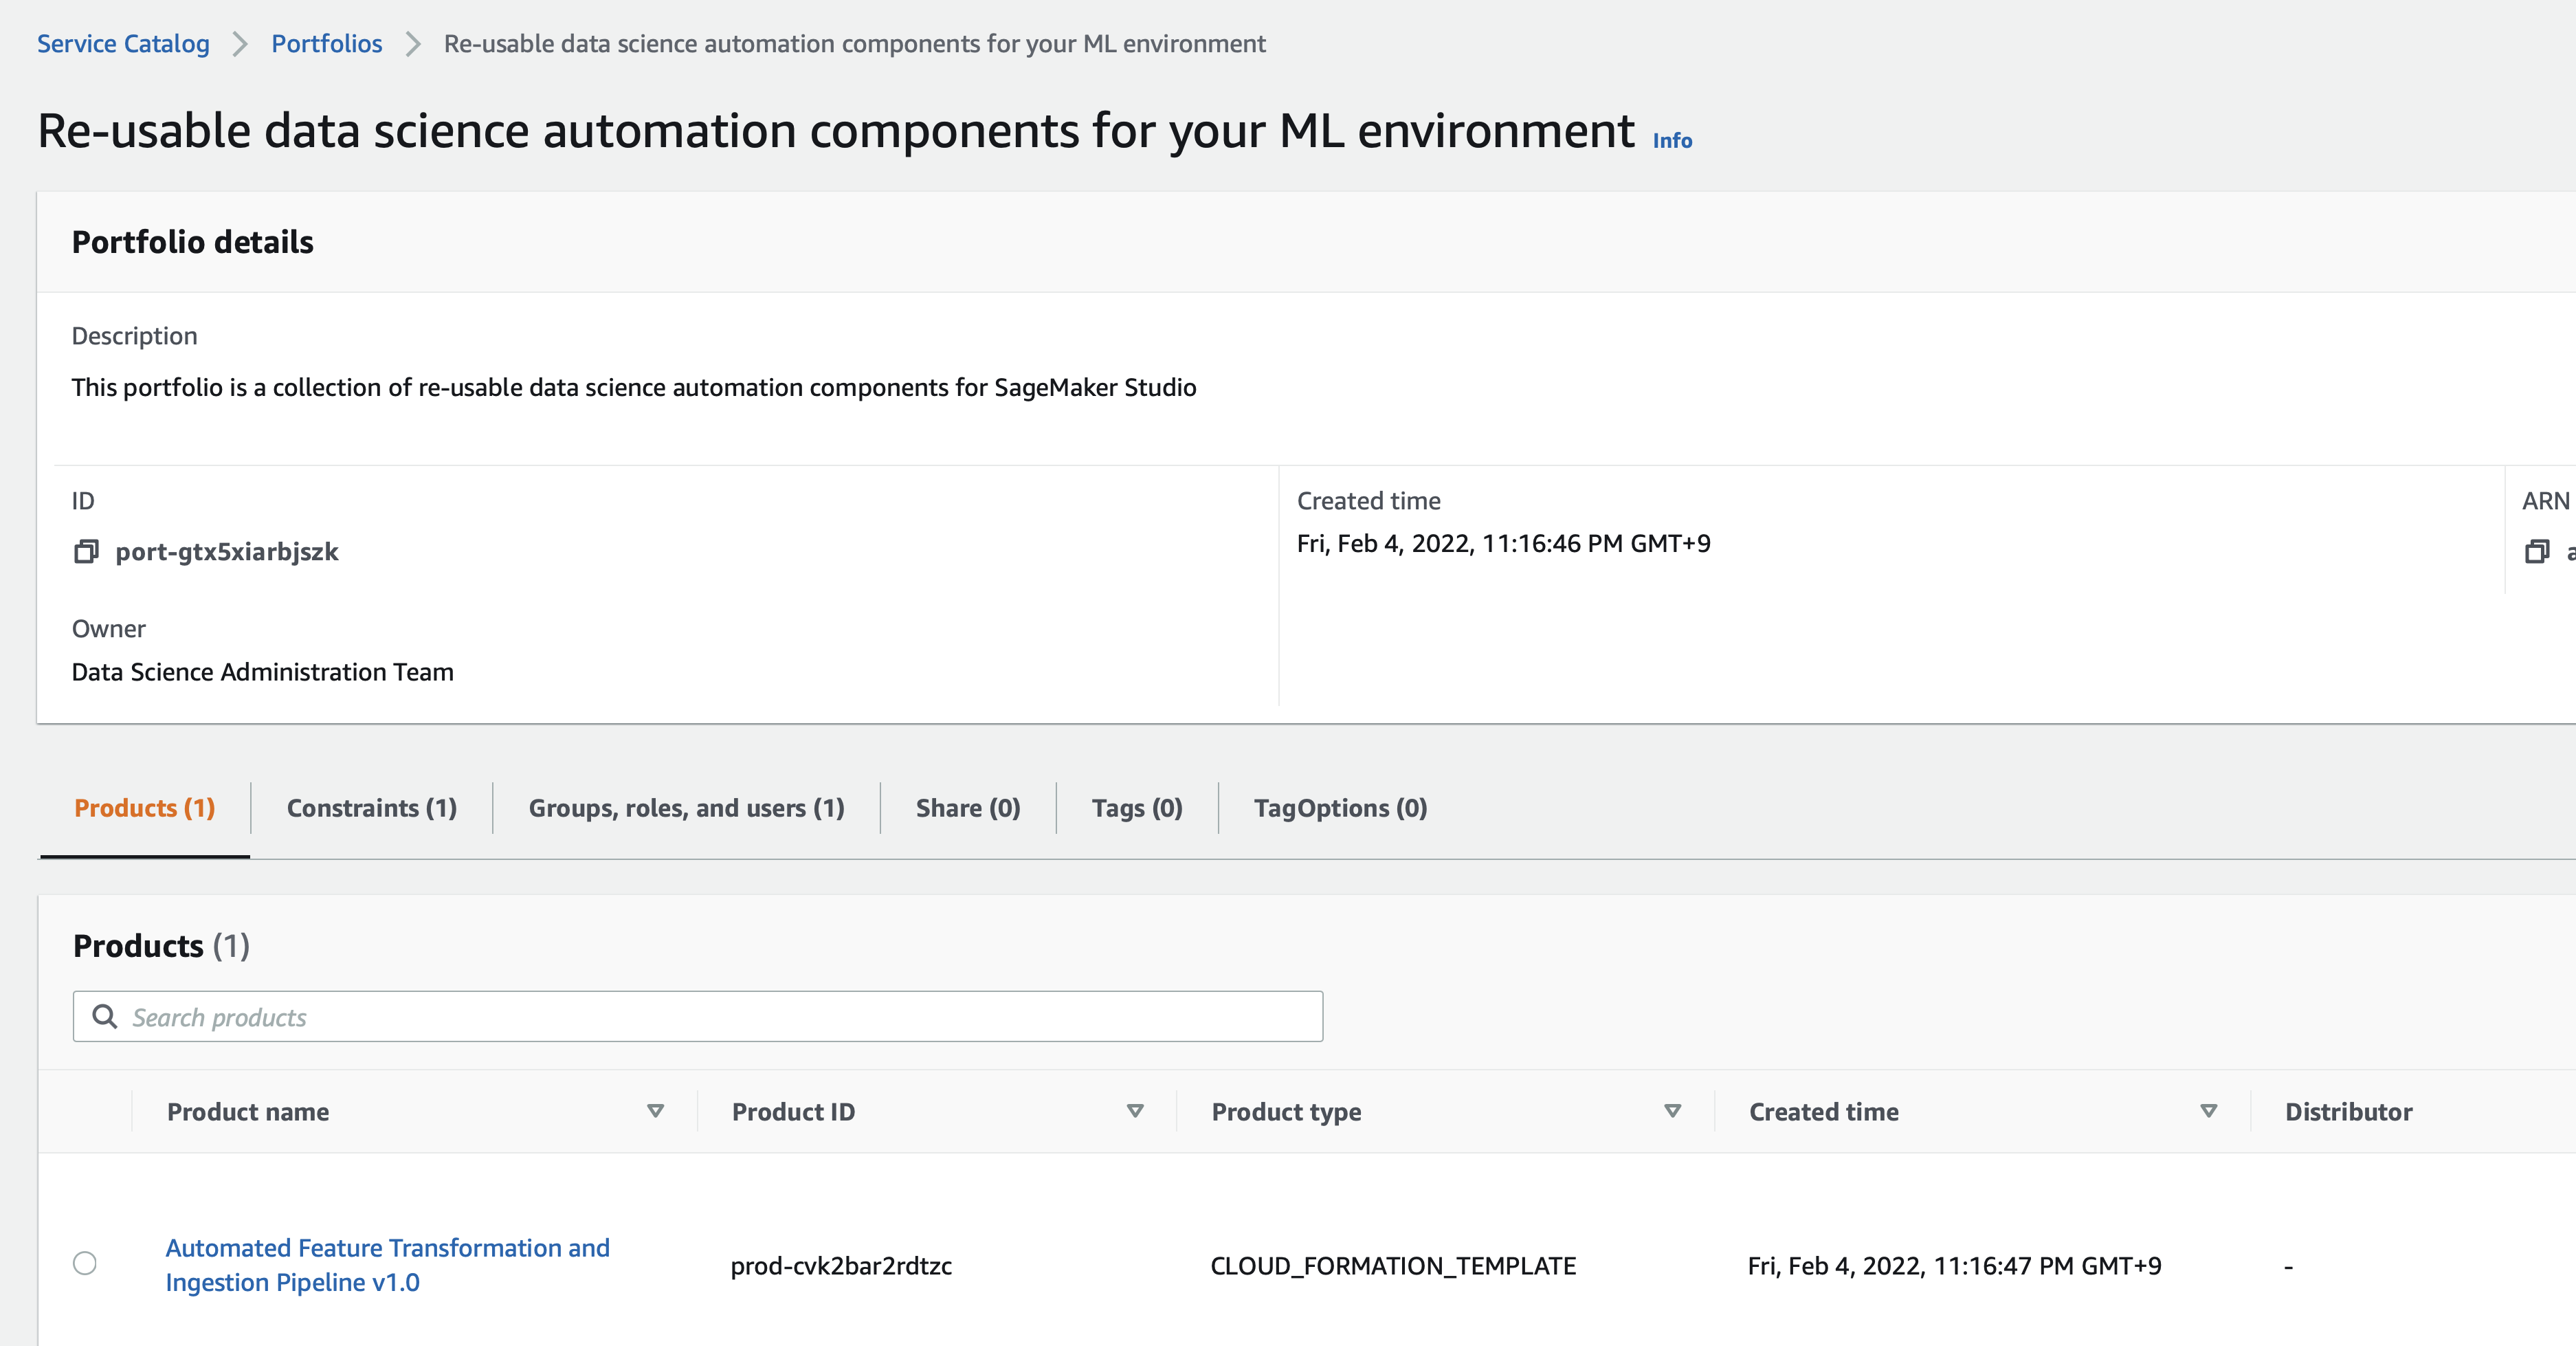 Service Catalog > Portfolios > Re-usable data science automation components for your ML environment
Re-usable data science automation components for your ML environment Info
Portfolio details
Description
This portfolio is a collection of re-usable data science automation components for SageMaker Studio
ID
port-gtx5xiarbjszk
Created time
Fri, Feb 4, 2022, 11:16:46 PM GMT+9
ARN
Owner
Data Science Administration Team
Products (1) Constraints (1) Groups, roles, and users (1) Share (0) Tags (0) TagOptions (0)
Products (1)
Search products
Product name Product ID Product type Created time Distributor
Automated Feature Transformation and
Ingestion Pipeline v1.0
prod-cvk2bar2rdtzc CLOUD_FORMATION_TEMPLATE Fri, Feb 4, 2022, 11:16:47 PM GMT+9 -